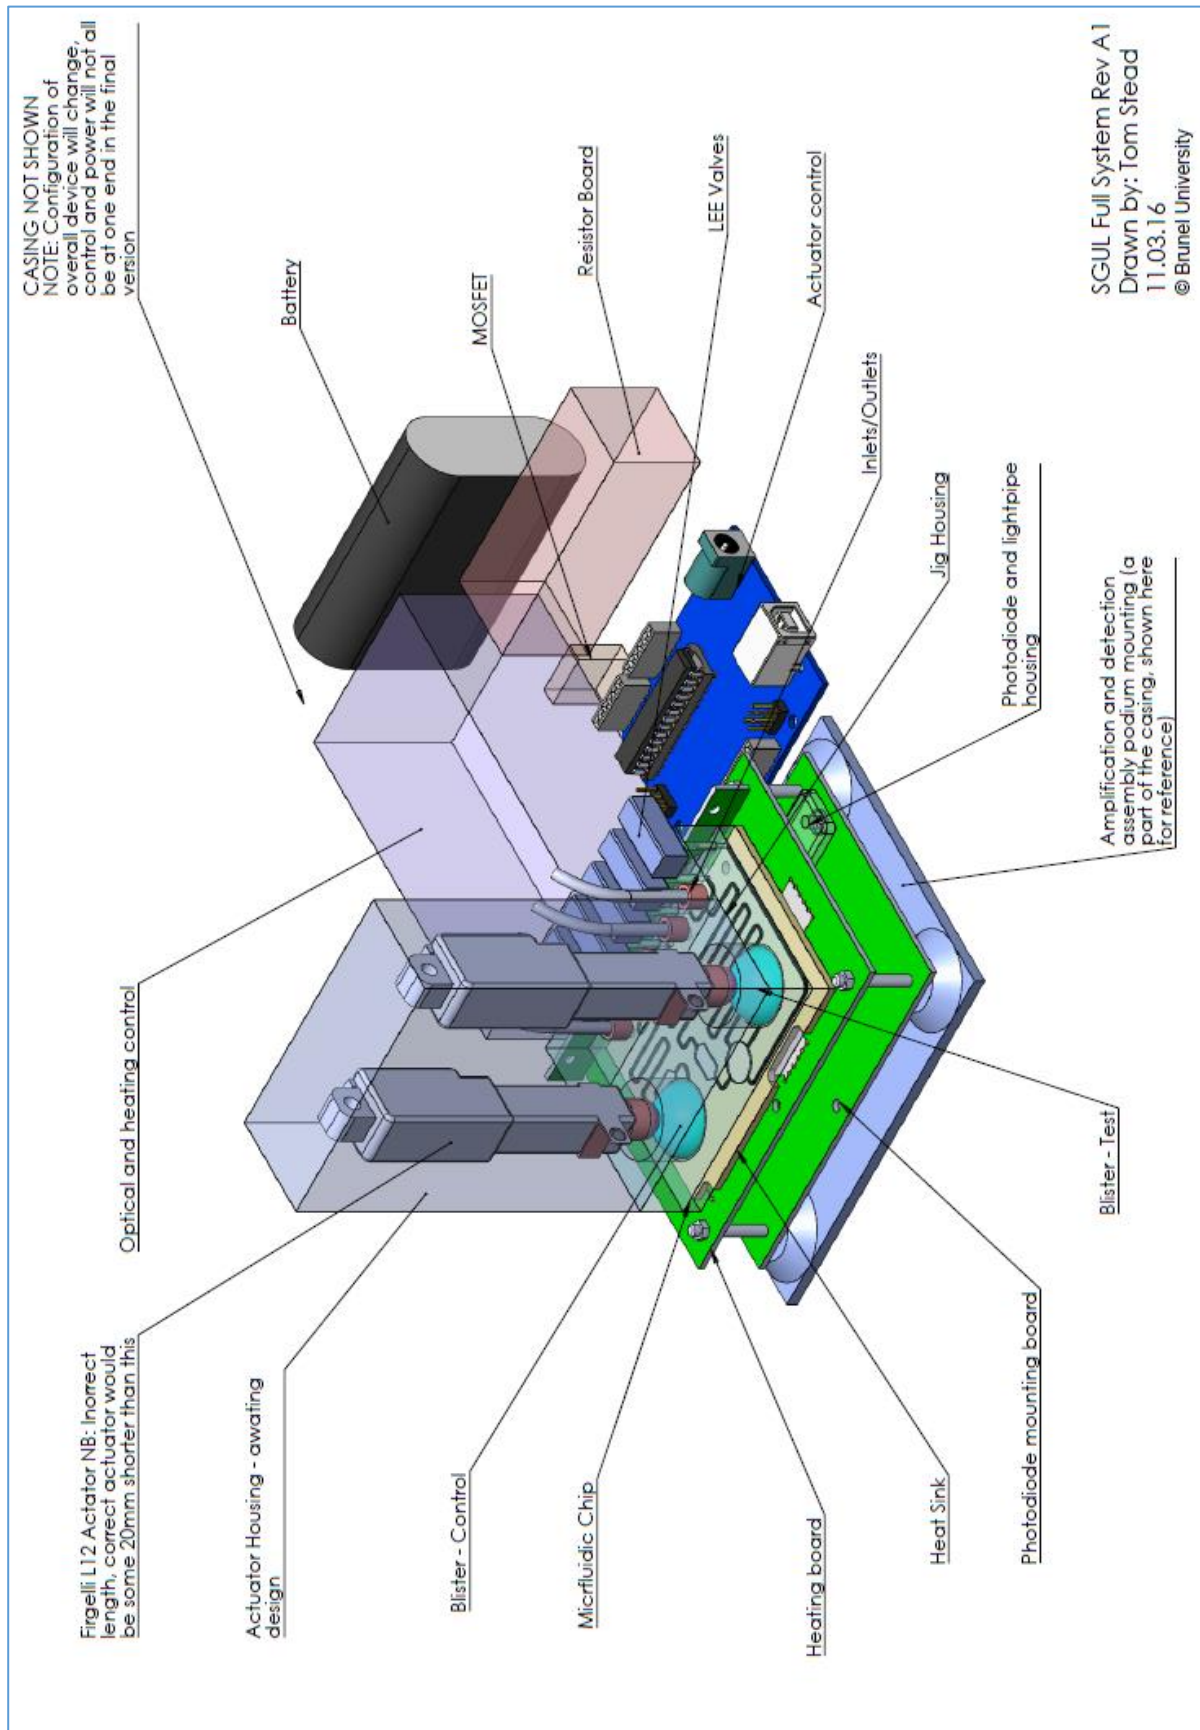 Firgelli L12 Actator NB: Inorrect
length, correct actuator would
be some 20mm shorter than this
Actuator Housing - awating
design
Blister - Control
Micrfluidic Chip
Heating board
Heat Sink
Photodiode mounting board
Optical and heating control
Blister - Test
CASING NOT SHOWN
NOTE: Configuration of
overall device will change,
control and power will not all
be at one end in the final
version
Battery
MOSFET
Resistor Board
LEE Valves
Actuator control
Inlets/Outlets
Jig Housing
Photodiode and lightpipe
housing
Amplification and detection
assembly podium mounting (a
part of the casing, shown here
for reference)
SGUL Full System Rev A1
Drawn by: Tom Stead
11.03.16
© Brunel University